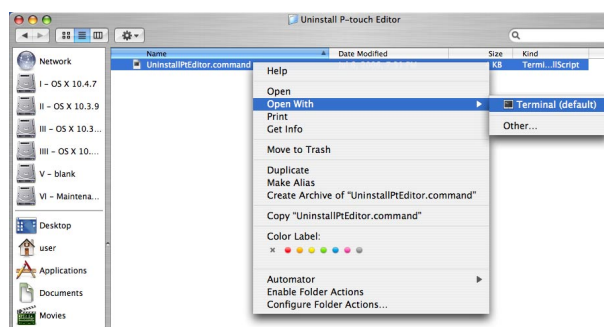 Uninstall P-touch Editor
Name Date Modified Size Kind
UninstallPtEditor.command KB Termi...llScript
Network
I - OS X 10.4.7
II - OS X 10.3.9
III - OS X 10.3...
IIII - OS X 10....
V - blank
VI - Maintena...
Desktop
user
Applications
Documents
Movies
Help
Open
Open With
Print
Get Info
Move to Trash
Duplicate
Make Alias
Create Archive of “UninstallPtEditor.command”
Copy “UninstallPtEditor.command”
Color Label:
Automator
Enable Folder Actions
Configure Folder Actions...
Terminal (default)
Other...